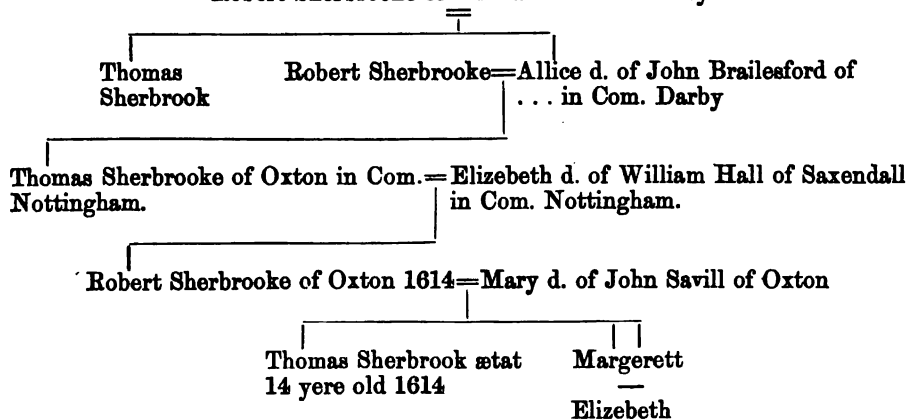 Thomas
Sherbrook
Robert Sherbrooke=Allice d. of John Brailesford of
. . . in Com. Darby
Thomas Sherbrooke of Oxton in Com.=Elizebeth d. of William Hall of Saxendall
Nottingham.
in Com. Nottingham.
Robert Sherbrooke of Oxton 1614=Mary d. of John Savill of Oxton
Thomas Sherbrook ætat
14 yere old 1614
Margerett
—
Elizebeth